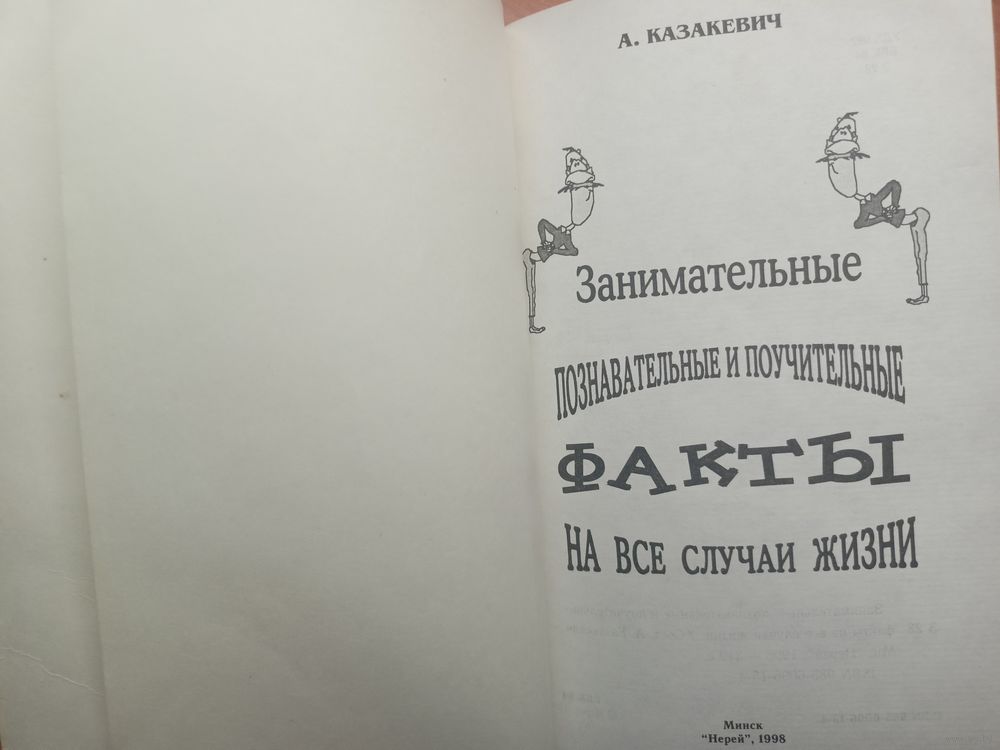 А. КАЗАКЕВИЧ
Занимательные
ПОЗНАВАТЕЛЬНЫЕ И ПОУЧИТЕЛЬНЫЕ
ФАКТЫ
НА ВСЕ СЛУЧАИ ЖИЗНИ
Минск
"Нерей", 1998